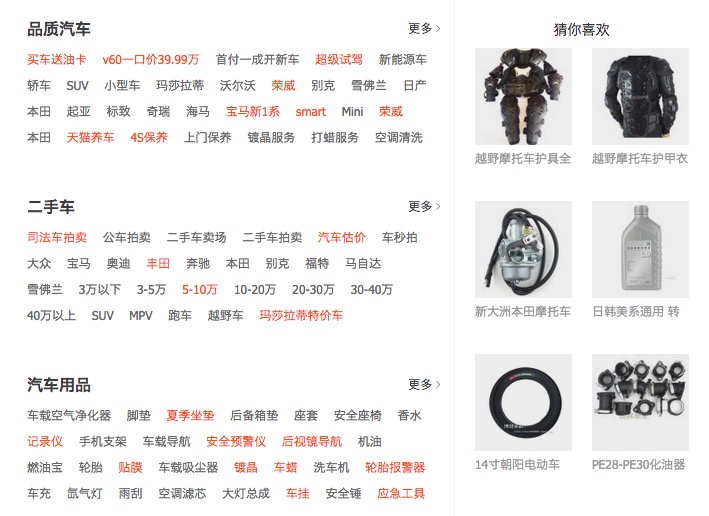 品质汽车 更多
买车送油卡 v60一口价39.99万 首付一成开新车 超级试驾 新能源车
轿车 SUV 小型车 玛莎拉蒂 沃尔沃 荣威 别克 雪佛兰 日产
本田 起亚 标致 奇瑞 海马 宝马新1系 smart Mini 荣威
本田 天猫养车 4S保养 上门保养 镀晶服务 打蜡服务 空调清洗
二手车 更多
司法车拍卖 公车拍卖 二手车卖场 二手车拍卖 汽车估价 车秒拍
大众 宝马 奥迪 丰田 奔驰 本田 别克 福特 马自达
雪佛兰 3万以下 3-5万 5-10万 10-20万 20-30万 30-40万
40万以上 SUV MPV 跑车 越野车 玛莎拉蒂特价车
汽车用品 更多
车载空气净化器 脚垫 夏季坐垫 后备箱垫 座套 安全座椅 香水
记录仪 手机支架 车载导航 安全预警仪 后视镜导航 机油
燃油宝 轮胎 贴膜 车载吸尘器 镀晶 车蜡 洗车机 轮胎报警器
车充 氙气灯 雨刮 空调滤芯 大灯总成 车挂 安全锤 应急工具
猜你喜欢
越野摩托车护具全 越野摩托车护甲衣
新大洲本田摩托车 日韩美系通用 转
14寸朝阳电动车 PE28-PE30化油器